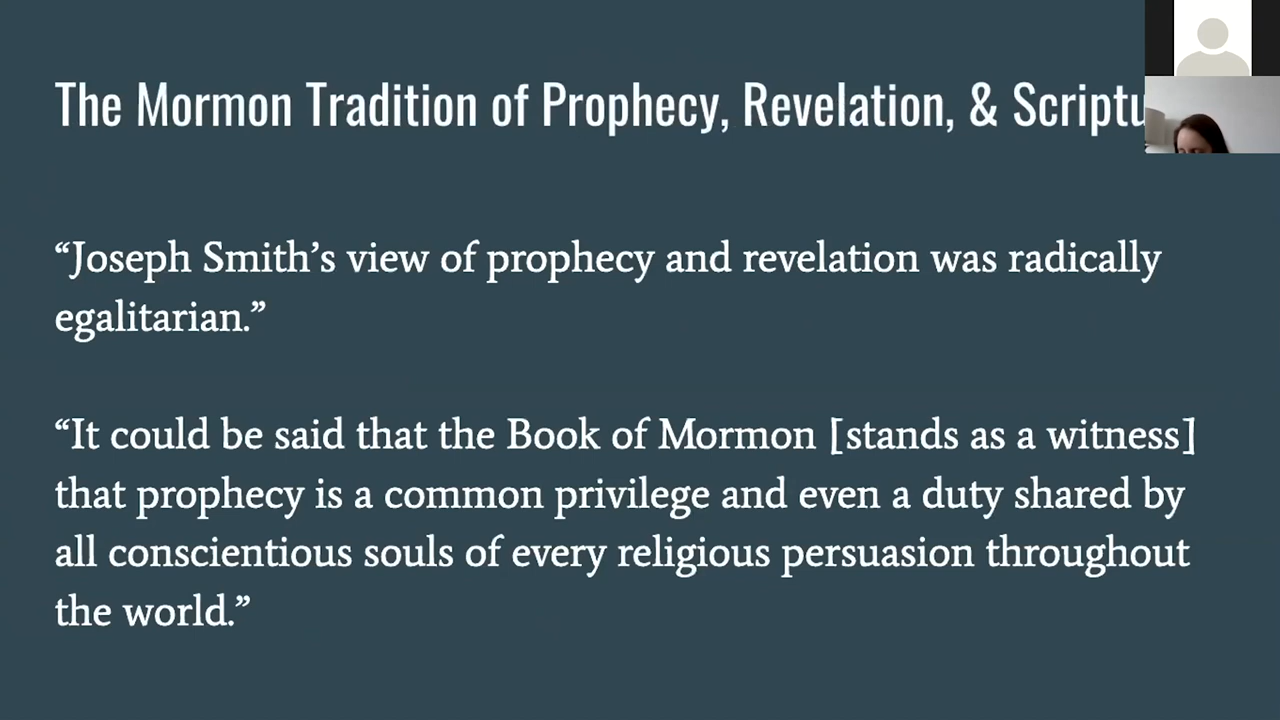 The Mormon Tradition of Prophecy, Revelation, & Scriptu
“Joseph Smith’s view of prophecy and revelation was radically
egalitarian.”
“It could be said that the Book of Mormon [stands as a witness]
that prophecy is a common privilege and even a duty shared by
all conscientious souls of every religious persuasion throughout
the world.”